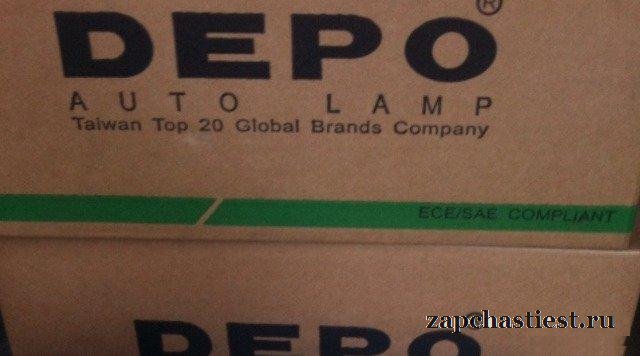 DEPO®
AUTO LAMP
Taiwan Top 20 Global Brands Company
ECE/SAE COMPLIANT
DEPO®
zapchastiest.ru